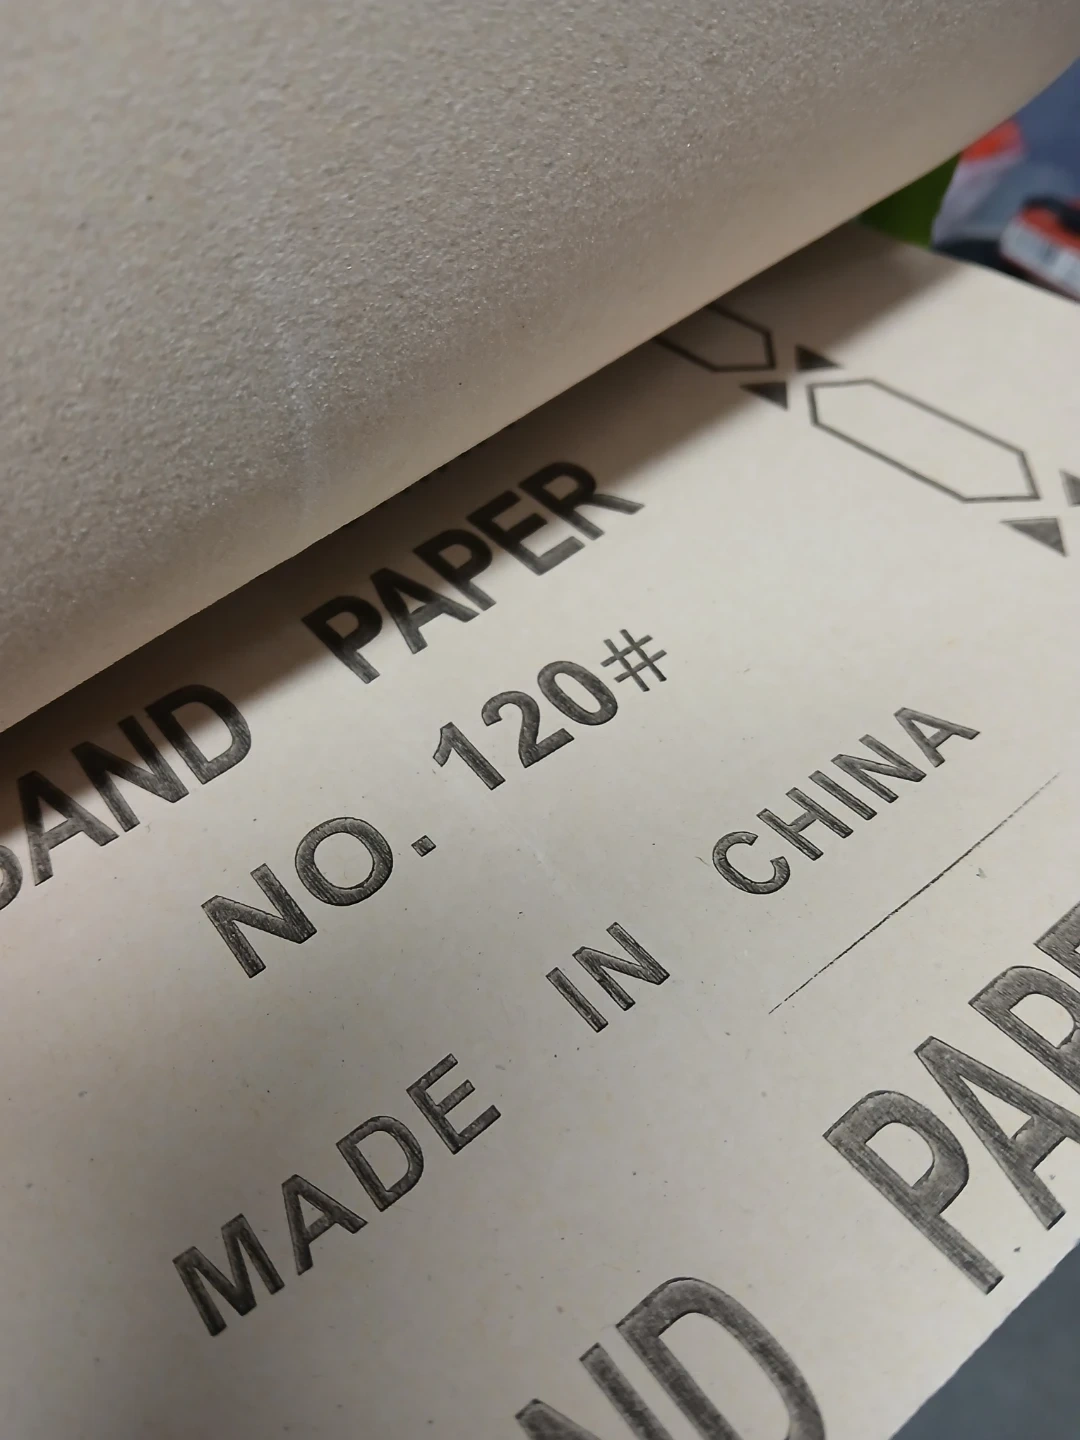 SAND PAPER
NO. 120#
MADE IN CHINA